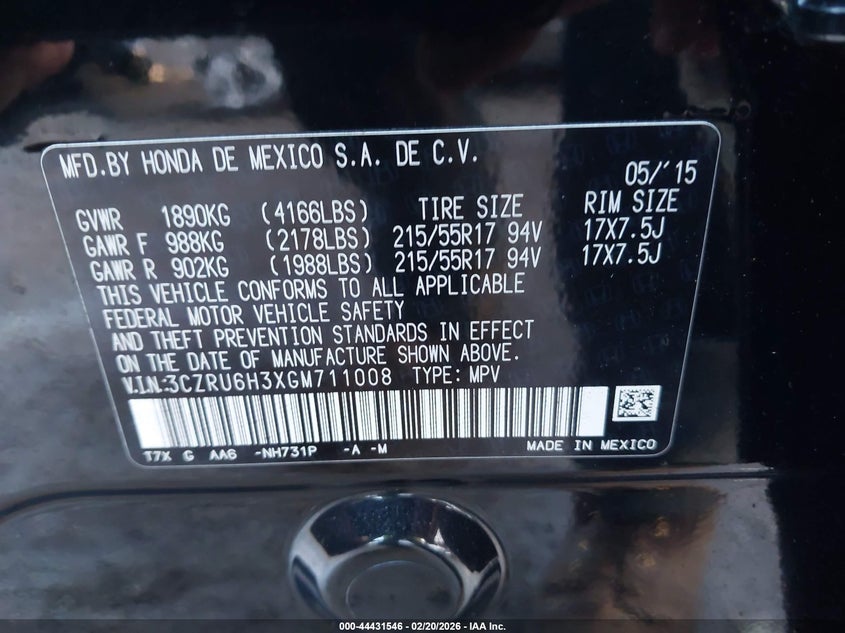 MFD.BY HONDA DE MEXICO S.A. DE C.V.
05/'15
GVWR 1890KG (4166LBS) TIRE SIZE RIM SIZE
GAWR F 988KG (2178LBS) 215/55R17 94V 17X7.5J
GAWR R 902KG (1988LBS) 215/55R17 94V 17X7.5J
THIS VEHICLE CONFORMS TO ALL APPLICABLE
FEDERAL MOTOR VEHICLE SAFETY
AND THEFT PREVENTION STANDARDS IN EFFECT
ON THE DATE OF MANUFACTURE SHOWN ABOVE.
V.I.N.:3CZRU6H3XGM711008 TYPE: MPV
T7X G AA6 -NH731P -A -M MADE IN MEXICO
000-44431546 - 02/20/2026 - IAA Inc.